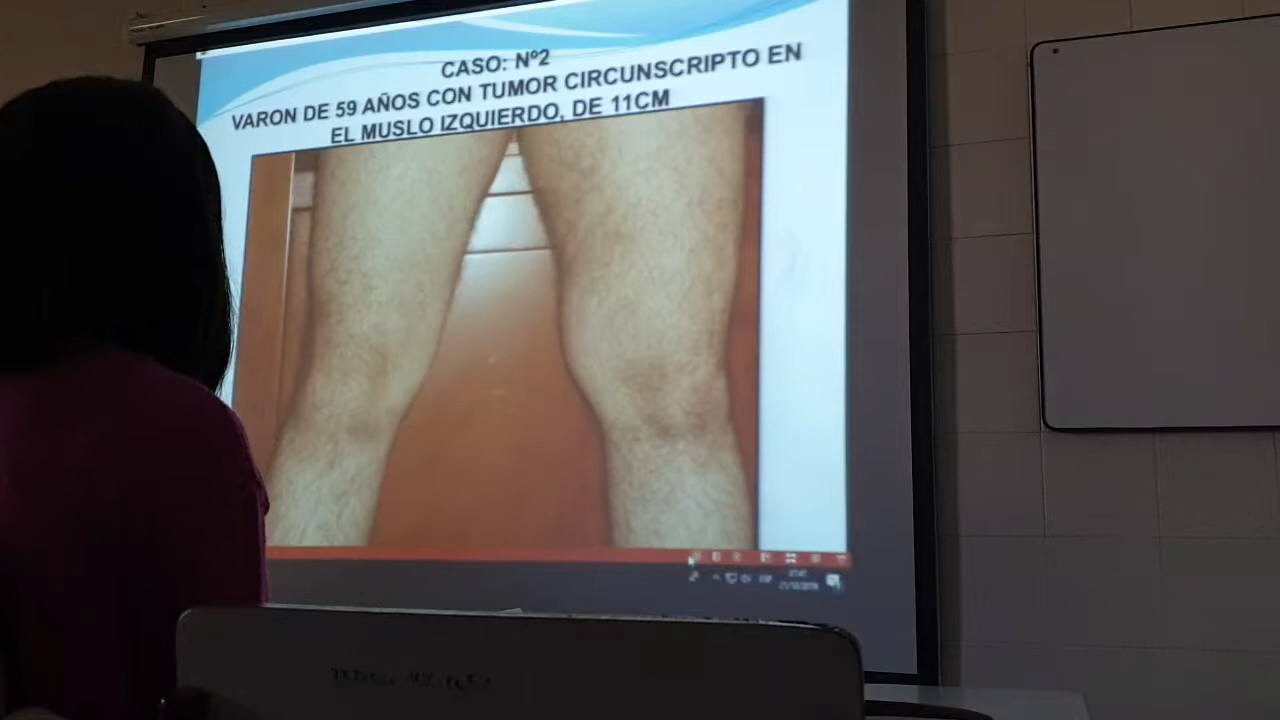 CASO: Nº2
VARON DE 59 AÑOS CON TUMOR CIRCUNSCRIPTO EN
EL MUSLO IZQUIERDO, DE 11CM